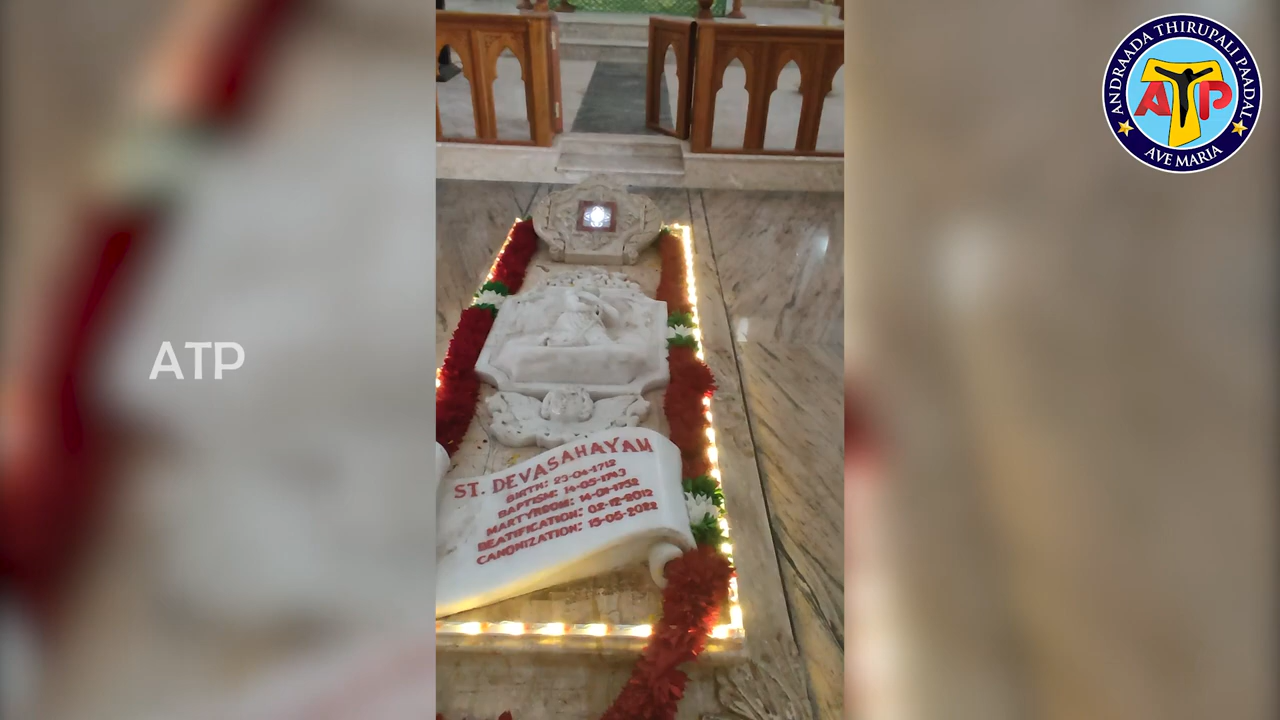 ANDRAADA THIRUPALI PAADAL
ATP
AVE MARIA
ATP
ST. DEVASAHAYAM
BIRTH: 23-04-1712
BAPTISM: 14-05-1743
MARTYRDOM: 14-01-1752
BEATIFICATION: 02-12-2012
CANONIZATION: 15-05-2022